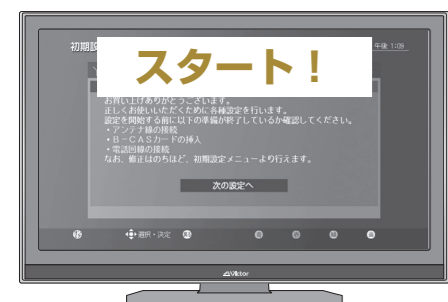 初期設
午後 1:09
スタート！
お買い上げありがとうございます。
正しくお使いいただくために各種設定を行います。
設定を開始する前に以下の準備が終了しているか確認してください。
・アンテナ線の接続
・B－CASカードの挿入
・電話回線の接続
なお、修正はのちほど、初期設定メニューより行えます。
次の設定へ
選択・決定
Victor